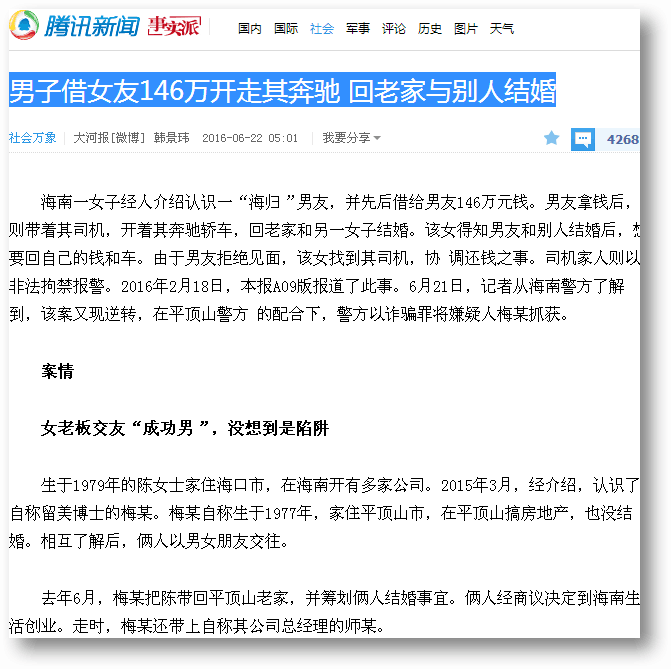 腾讯新闻 事实派 国内 国际 社会 军事 评论 历史 图片 天气
男子借女友146万开走其奔驰 回老家与别人结婚
社会万象 大河报[微博] 韩景玮 2016-06-22 05:01 我要分享 4268
海南一女子经人介绍认识一“海归”男友，并先后借给男友146万元钱。男友拿钱后，
则带着其司机，开着其奔驰轿车，回老家和另一女子结婚。该女得知男友和别人结婚后，想
要回自己的钱和车。由于男友拒绝见面，该女找到其司机，协 调还钱之事。司机家人则以
非法拘禁报警。2016年2月18日，本报A09版报道了此事。6月21日，记者从海南警方了解
到，该案又现逆转，在平顶山警方 的配合下，警方以诈骗罪将嫌疑人梅某抓获。
案情
女老板交友“成功男”，没想到是陷阱
生于1979年的陈女士家住海口市，在海南开有多家公司。2015年3月，经介绍，认识了
自称留美博士的梅某。梅某自称生于1977年，家住平顶山市，在平顶山搞房地产，也没结
婚。相互了解后，俩人以男女朋友交往。
去年6月，梅某把陈带回平顶山老家，并筹划俩人结婚事宜。俩人经商议决定到海南生
活创业。走时，梅某还带上自称其公司总经理的师某。